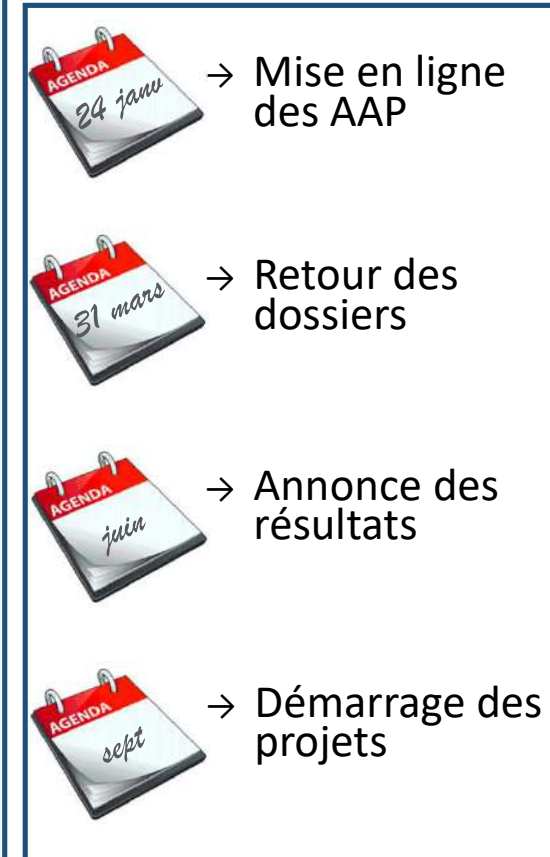 AGENDA
24 janv
→ Mise en ligne
des AAP
AGENDA
31 mars
→ Retour des
dossiers
AGENDA
juin
→ Annonce des
résultats
AGENDA
sept
→ Démarrage des
projets